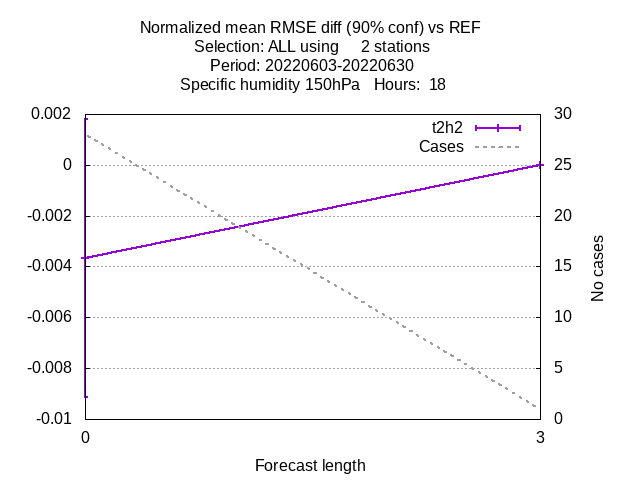 Normalized mean RMSE diff (90% conf) vs REF
Selection: ALL using     2 stations
Period: 20220603-20220630
Specific humidity 150hPa   Hours:  18
0.002
30
t2h2
Cases
0
25
-0.002
20
-0.004
15
No cases
-0.006
10
-0.008
5
-0.01
0
0
3
Forecast length